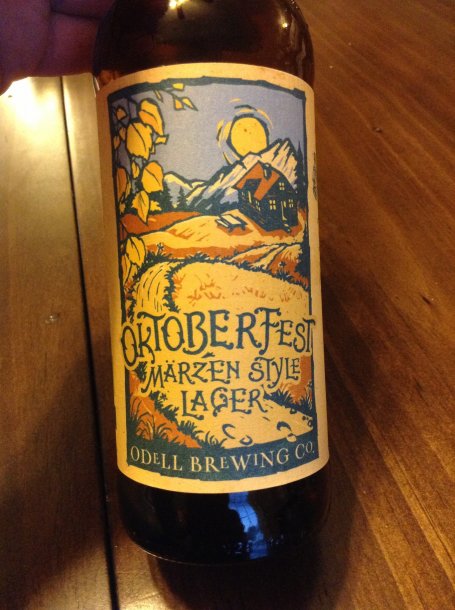 OKTOBERFEST
MÄRZEN STYLE
LAGER
ODELL BREWING CO.